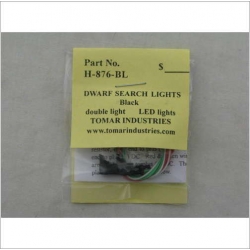 Part No.
H-876-BL
$
DWARF SEARCH LIGHTS
Black
double light LED lights
TOMAR INDUSTRIES
www.tomarindustries.com